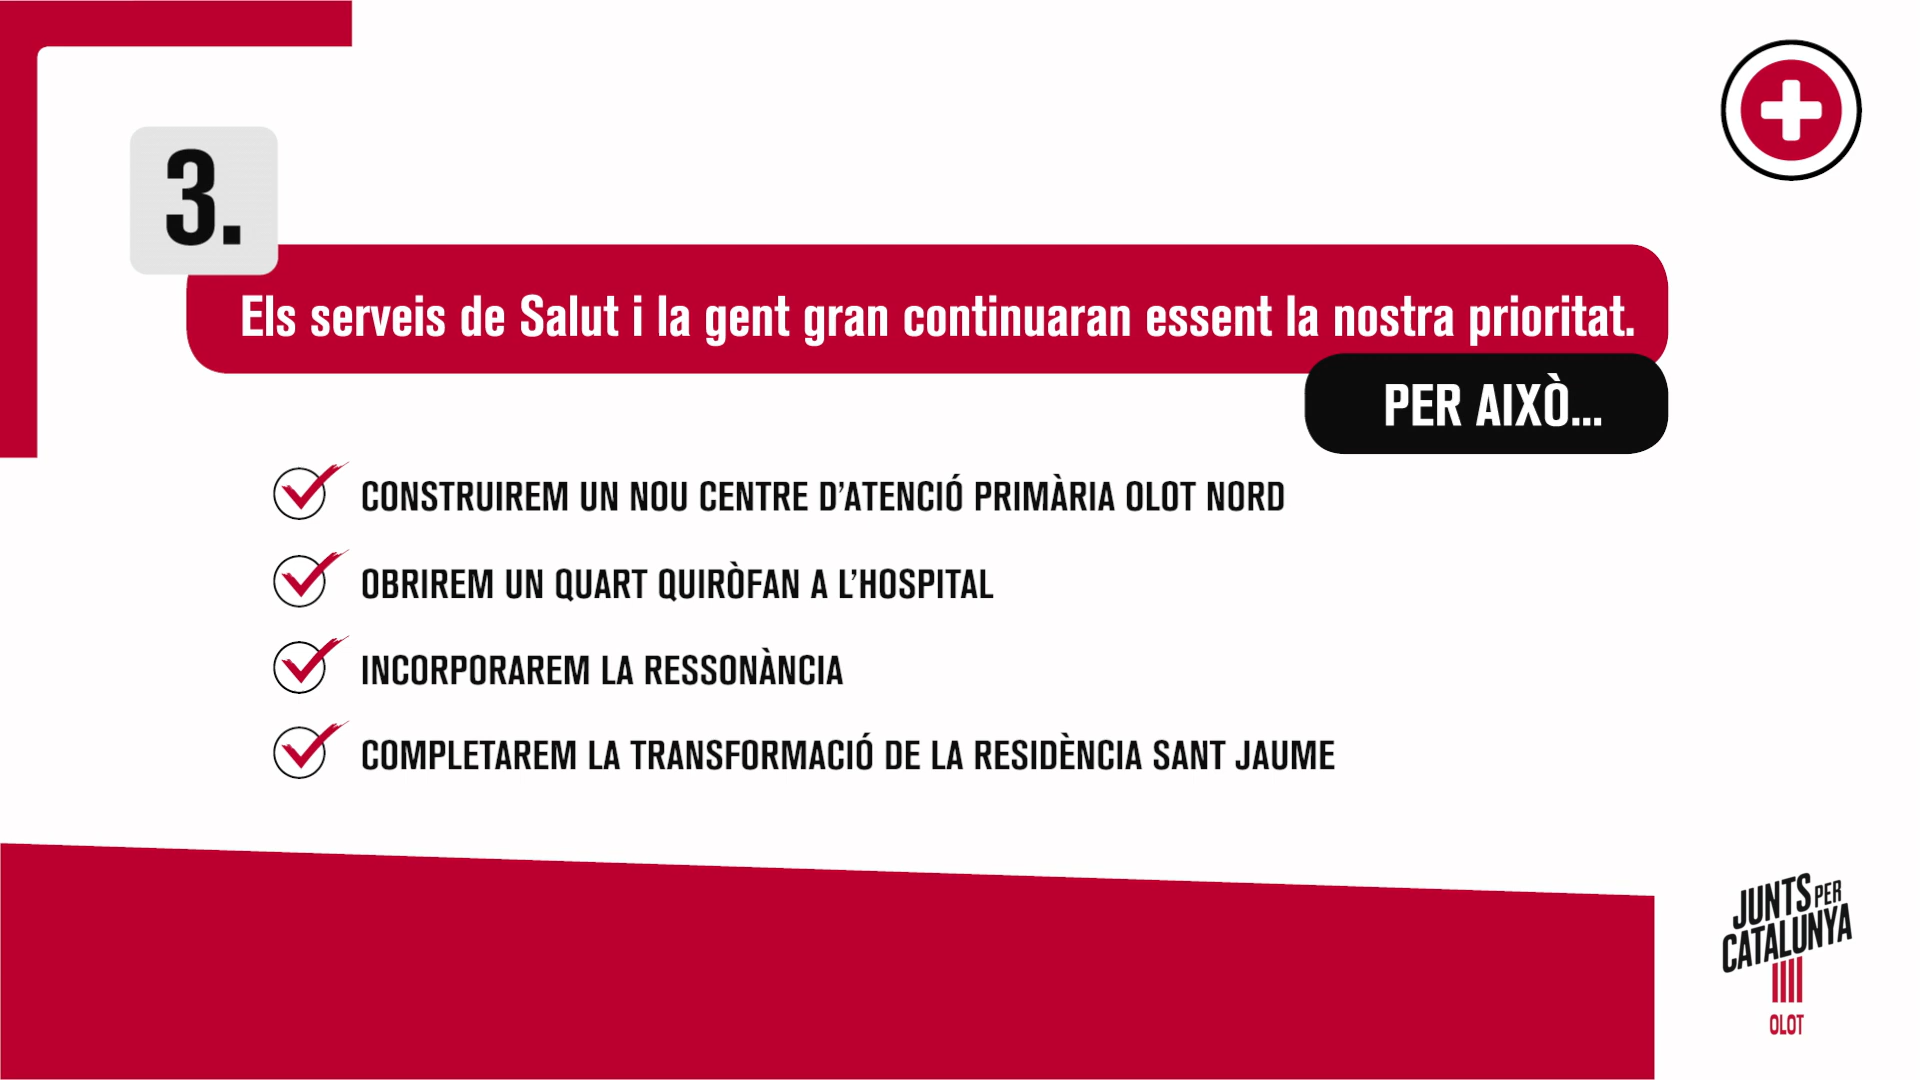 3.
Els serveis de Salut i la gent gran continuaran essent la nostra prioritat.
PER AIXÒ...
CONSTRUIREM UN NOU CENTRE D’ATENCIÓ PRIMÀRIA OLOT NORD
OBRIREM UN QUART QUIRÒFAN A L’HOSPITAL
INCORPORAREM LA RESSONÀNCIA
COMPLETAREM LA TRANSFORMACIÓ DE LA RESIDÈNCIA SANT JAUME
JUNTS PER
CATALUNYA
OLOT